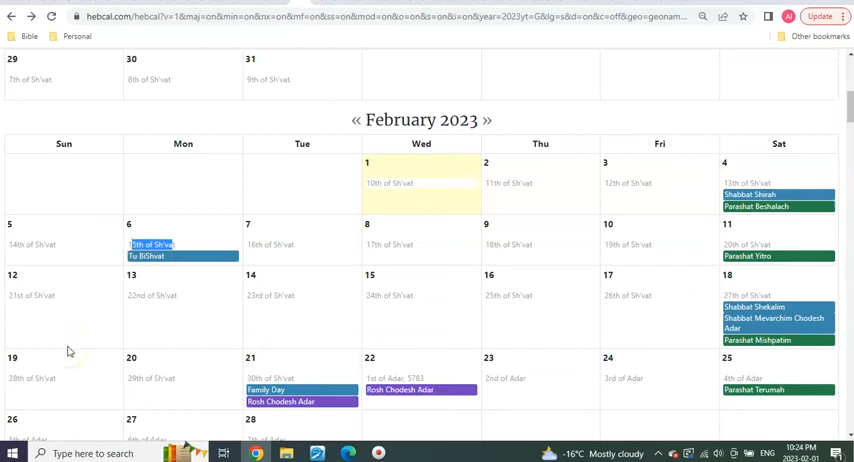 hebcal.com/hebcal?v=1&maj=on&min=on&nx=on&mf=on&ss=on&mod=on&o=on&s=on&i=on&year=2023yt=G&lg=s&d=on&c=off&geo=geonam...
AI
Update
Bible
Personal
Other bookmarks
29 30 31
7th of Sh'vat 8th of Sh'vat 9th of Sh'vat
« February 2023 »
Sun Mon Tue Wed Thu Fri Sat
1 2 3 4
10th of Sh'vat 11th of Sh'vat 12th of Sh'vat 13th of Sh'vat
Shabbat Shirah
Parashat Beshalach
5 6 7 8 9 10 11
14th of Sh'vat 15th of Sh'vat 16th of Sh'vat 17th of Sh'vat 18th of Sh'vat 19th of Sh'vat 20th of Sh'vat
Tu BiShvat Parashat Yitro
12 13 14 15 16 17 18
21st of Sh'vat 22nd of Sh'vat 23rd of Sh'vat 24th of Sh'vat 25th of Sh'vat 26th of Sh'vat 27th of Sh'vat
Shabbat Shekalim
Shabbat Mevarchim Chodesh
Adar
Parashat Mishpatim
19 20 21 22 23 24 25
28th of Sh'vat 29th of Sh'vat 30th of Sh'vat 1st of Adar, 5783 2nd of Adar 3rd of Adar 4th of Adar
Family Day Rosh Chodesh Adar Parashat Terumah
Rosh Chodesh Adar
26 27 28
5th of Adar 6th of Adar 7th of Adar
Type here to search
-16°C Mostly cloudy
ENG
10:24 PM
2023-02-01